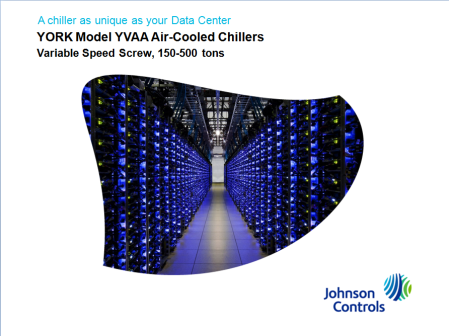 A chiller as unique as your Data Center
YORK Model YVAA Air-Cooled Chillers
Variable Speed Screw, 150-500 tons
Johnson
Controls